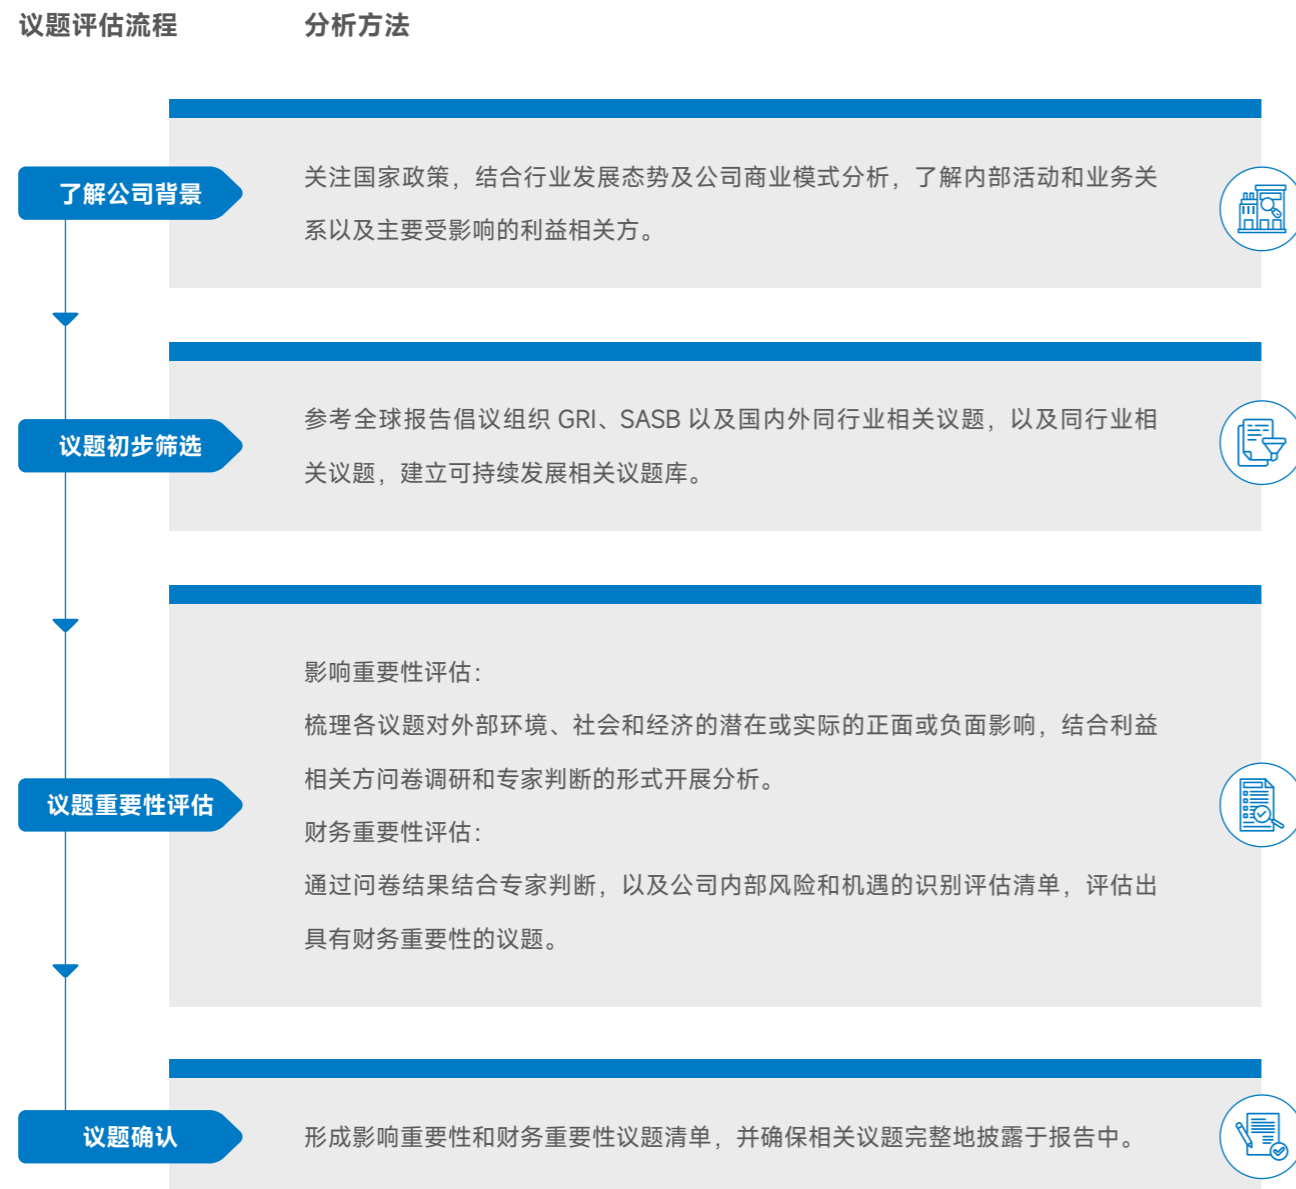 议题评估流程 分析方法
了解公司背景
关注国家政策，结合行业发展态势及公司商业模式分析，了解内部活动和业务关
系以及主要受影响的利益相关方。
议题初步筛选
参考全球报告倡议组织 GRI、SASB 以及国内外同行业相关议题，以及同行业相
关议题，建立可持续发展相关议题库。
议题重要性评估
影响重要性评估：
梳理各议题对外部环境、社会和经济的潜在或实际的正面或负面影响，结合利益
相关方问卷调研和专家判断的形式开展分析。
财务重要性评估：
通过问卷结果结合专家判断，以及公司内部风险和机遇的识别评估清单，评估出
具有财务重要性的议题。
议题确认
形成影响重要性和财务重要性议题清单，并确保相关议题完整地披露于报告中。